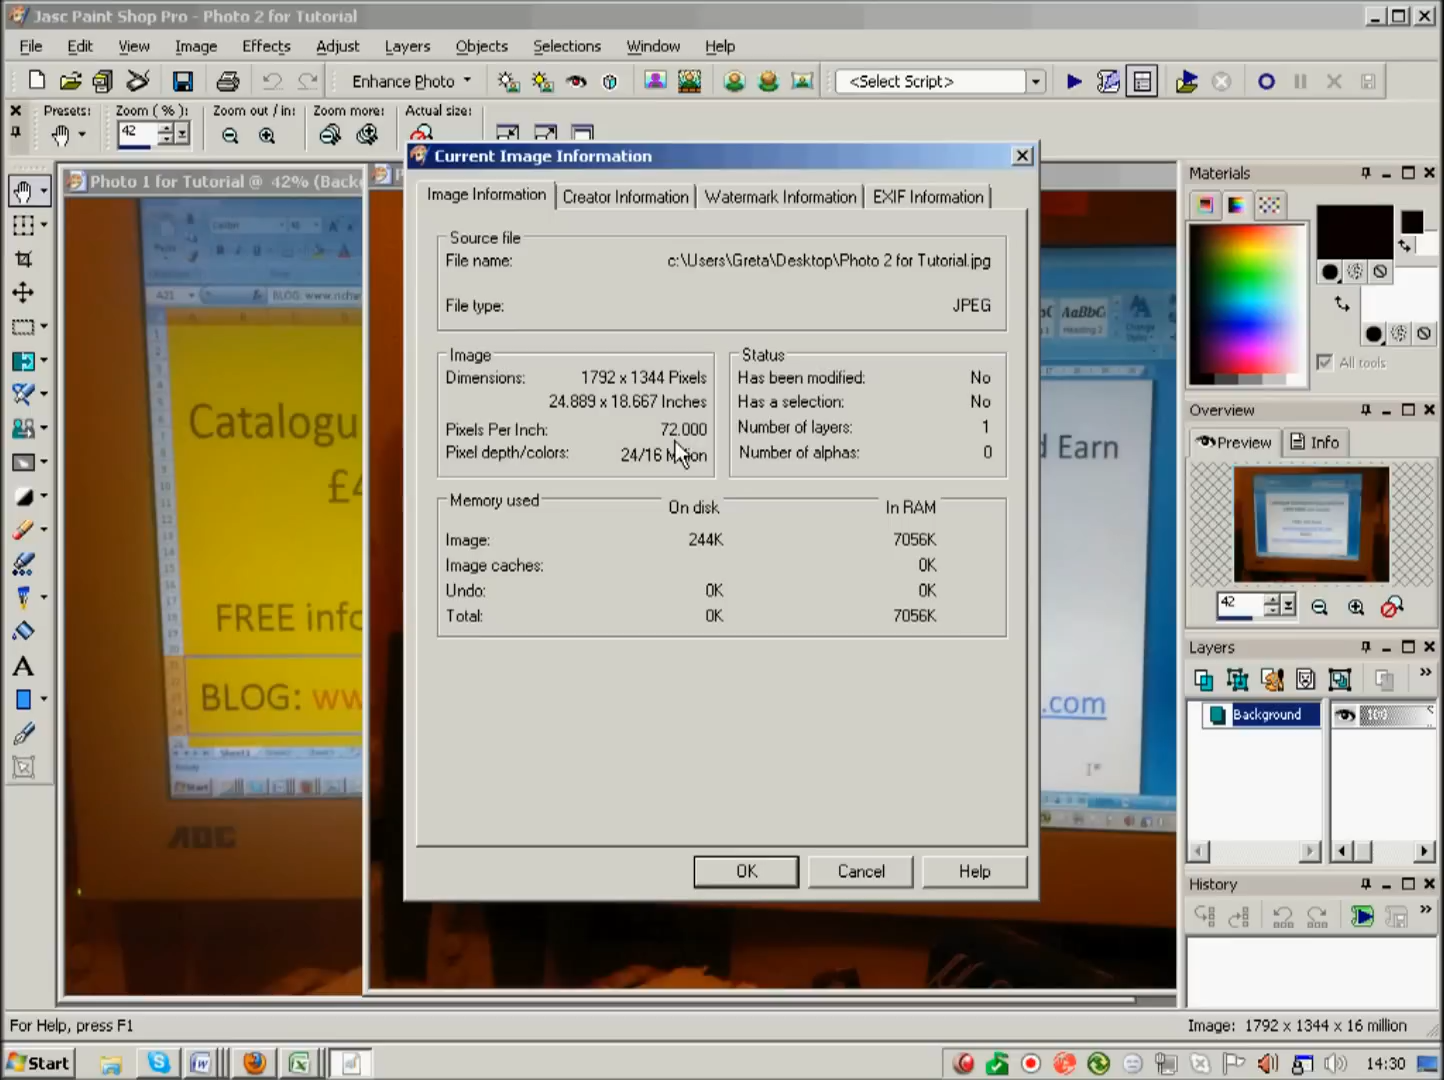 Jasc Paint Shop Pro - Photo 2 for Tutorial
File Edit View Image Effects Adjust Layers Objects Selections Window Help
Enhance Photo <Select Script>
Presets: Zoom (%): Zoom out / in: Zoom more: Actual size:
42
Photo 1 for Tutorial @ 42% (Back
Current Image Information
Image Information Creator Information Watermark Information EXIF Information
Source file
File name: c:\Users\Greta\Desktop\Photo 2 for Tutorial.jpg
File type: JPEG
Image
Dimensions: 1792 x 1344 Pixels
24.889 x 18.667 Inches
Pixels Per Inch: 72.000
Pixel depth/colors: 24/16 Million
Status
Has been modified: No
Has a selection: No
Number of layers: 1
Number of alphas: 0
Memory used On disk In RAM
Image: 244K 7056K
Image caches: 0K
Undo: 0K 0K
Total: 0K 7056K
OK Cancel Help
Catalogu
£4
FREE info
BLOG: ww
AOC
AaBbC
Heading 2
Change
d Earn
.com
Materials
All tools
Overview
Preview Info
42
Layers
Background 100
History
For Help, press F1
Image: 1792 x 1344 x 16 million
Start
14:30